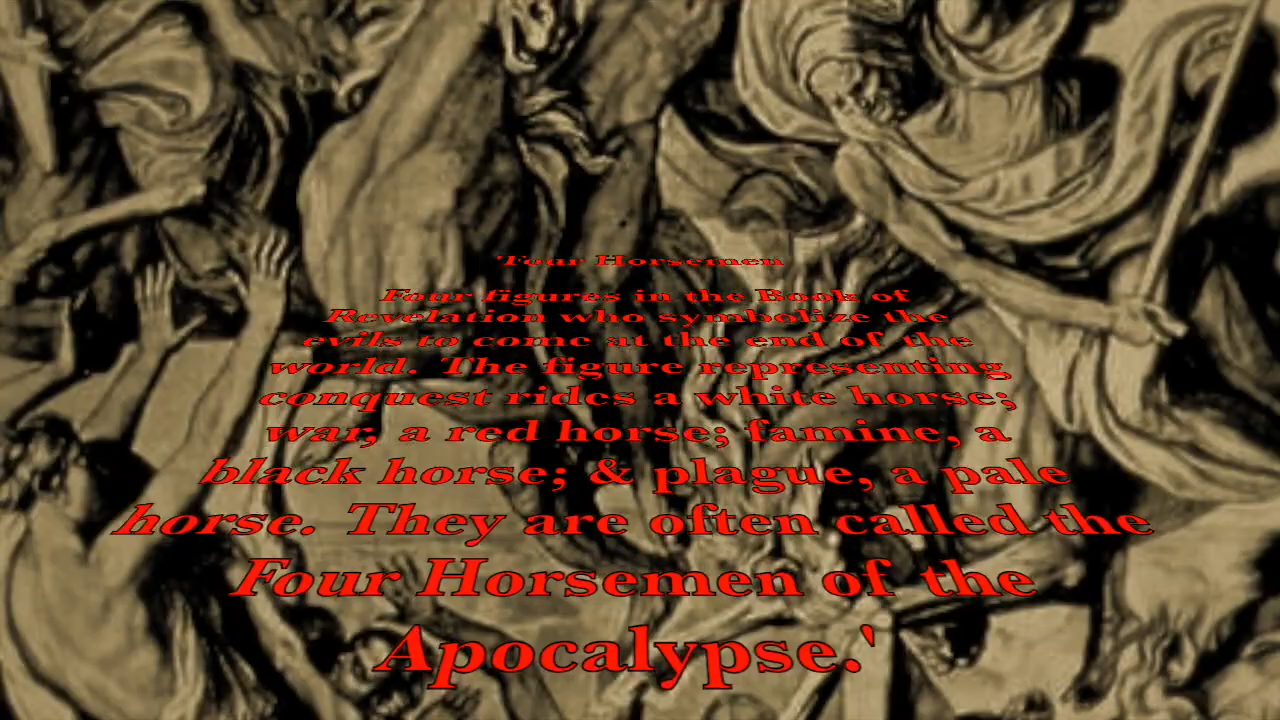 'Four Horsemen
Four figures in the Book of
Revelation who symbolize the
evils to come at the end of the
world. The figure representing
conquest rides a white horse;
war, a red horse; famine, a
black horse; & plague, a pale
horse. They are often called the
Four Horsemen of the
Apocalypse.'